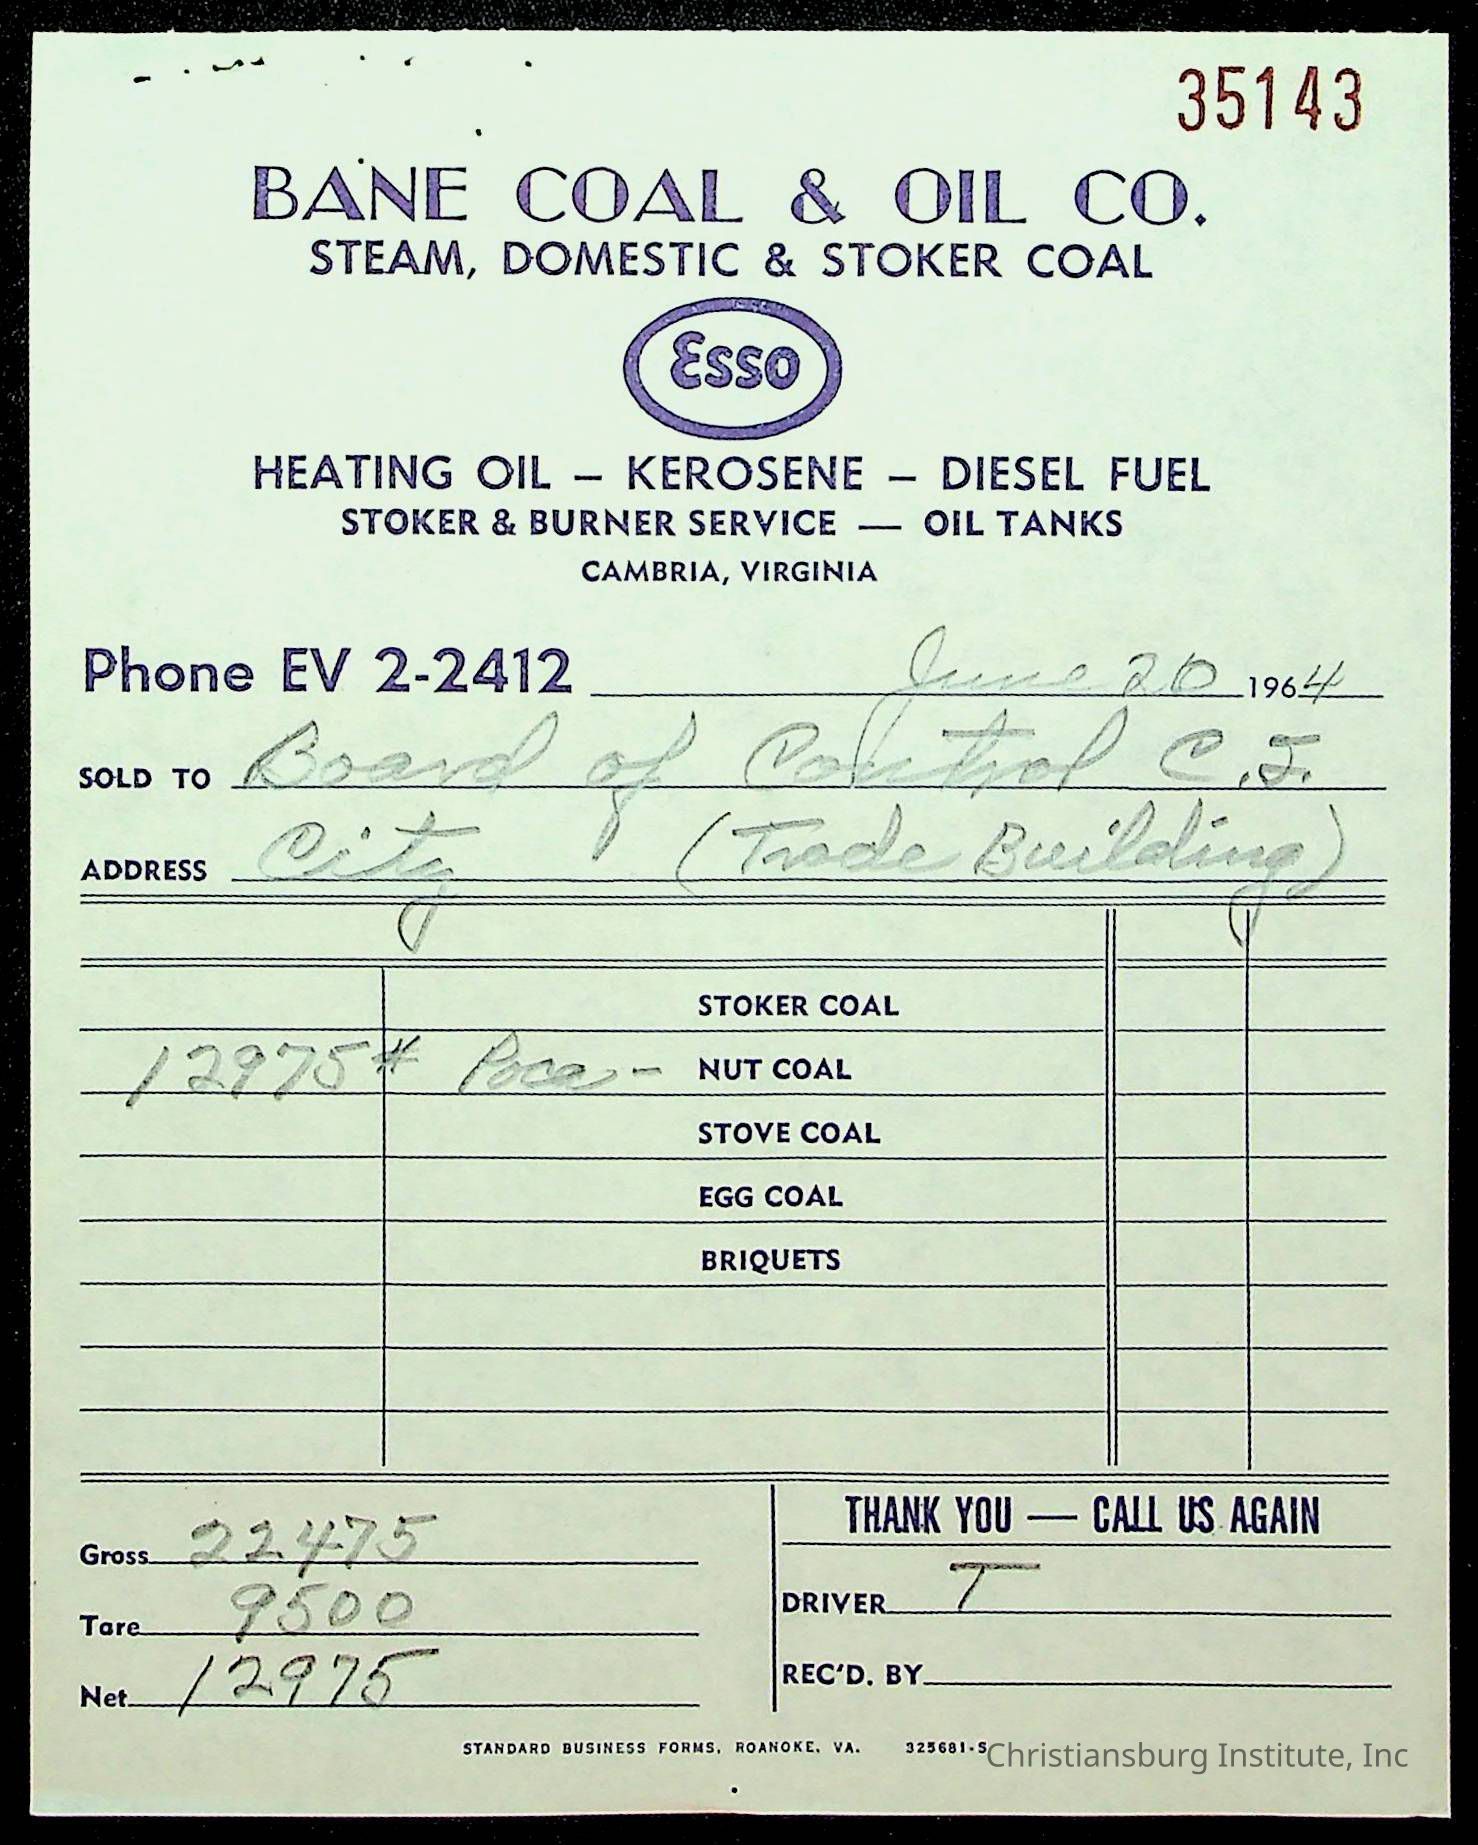 35143
BANE COAL & OIL CO.
STEAM, DOMESTIC & STOKER COAL
Esso
HEATING OIL – KEROSENE – DIESEL FUEL
STOKER & BURNER SERVICE — OIL TANKS
CAMBRIA, VIRGINIA
Phone EV 2-2412 June 26 1964
SOLD TO Board of Control C.I.
ADDRESS City (Trade Building)
STOKER COAL
12975# Poca - NUT COAL
STOVE COAL
EGG COAL
BRIQUETS
THANK YOU — CALL US AGAIN
Gross 22475
Tare 9500
Net 12975
DRIVER T
REC'D. BY
STANDARD BUSINESS FORMS, ROANOKE, VA. 325681-S
Christiansburg Institute, Inc